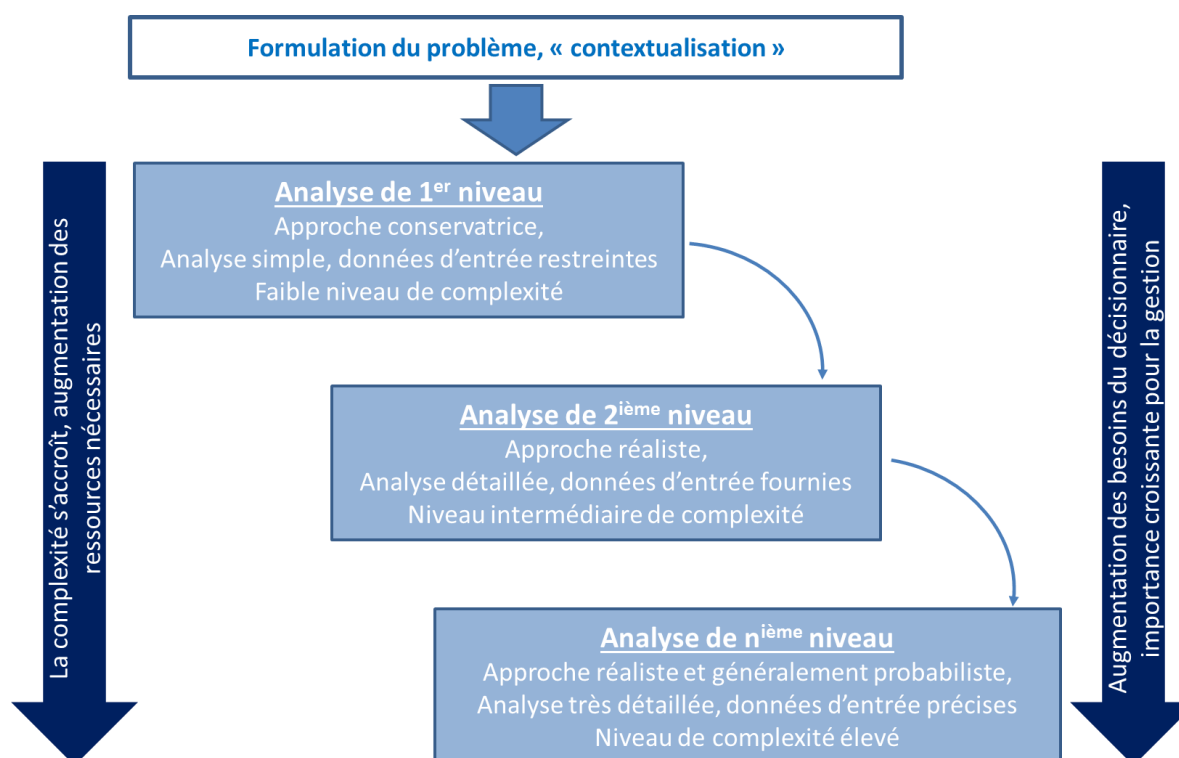 Formulation du problème, « contextualisation »
La complexité s’accroît, augmentation des
ressources nécessaires
Analyse de 1er niveau
Approche conservatrice,
Analyse simple, données d’entrée restreintes
Faible niveau de complexité
Analyse de 2ième niveau
Approche réaliste,
Analyse détaillée, données d’entrée fournies
Niveau intermédiaire de complexité
Analyse de nième niveau
Approche réaliste et généralement probabiliste,
Analyse très détaillée, données d’entrée précises
Niveau de complexité élevé
Augmentation des besoins du décisionnaire,
importance croissante pour la gestion